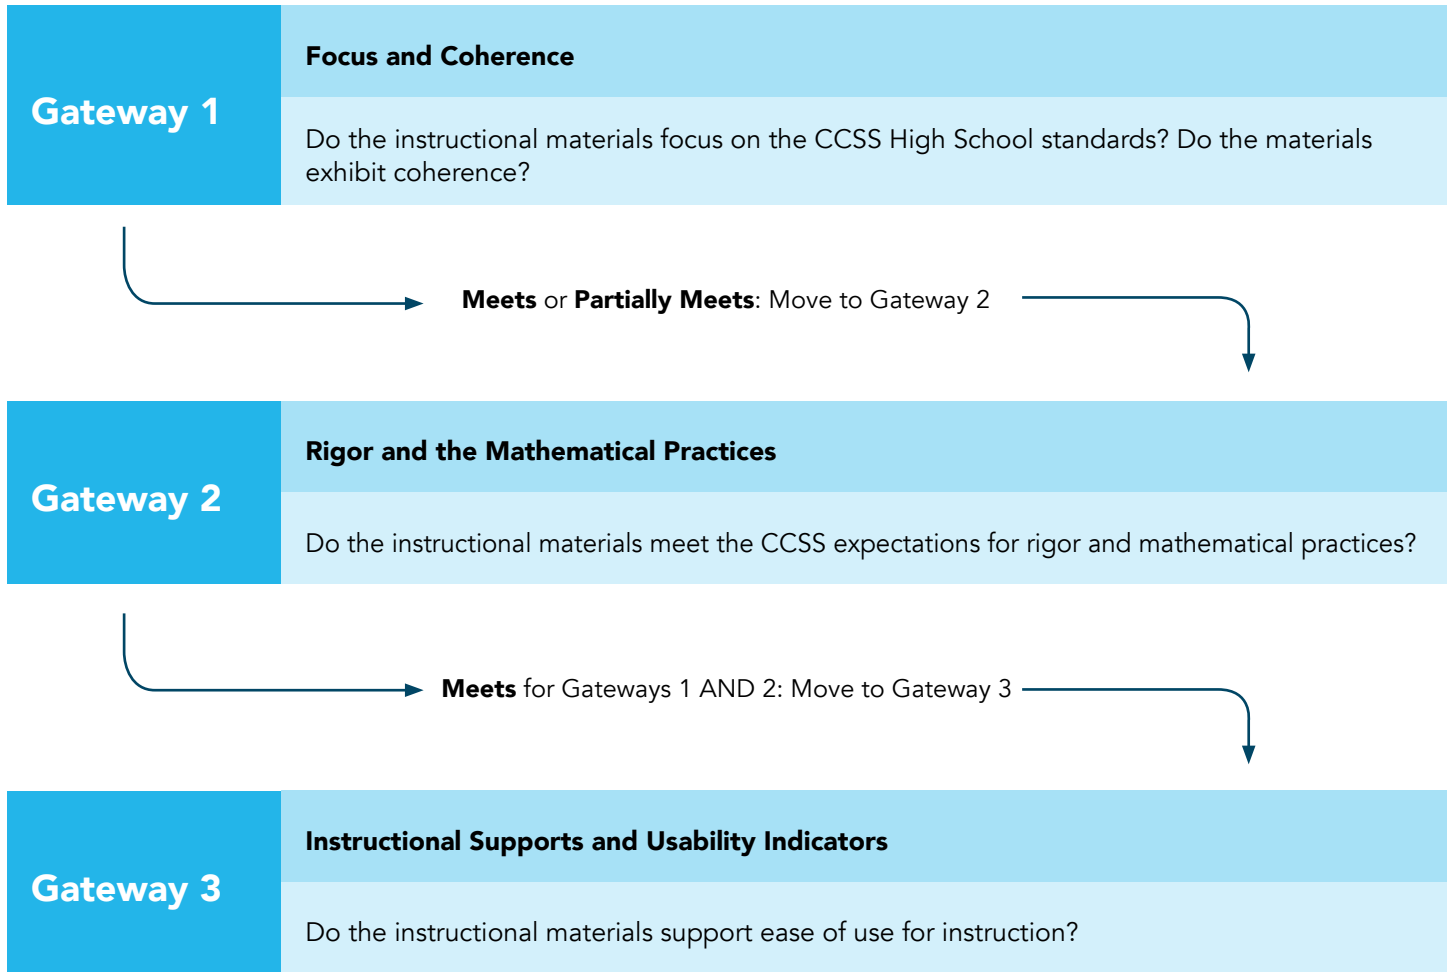 Gateway 1
Focus and Coherence
Do the instructional materials focus on the CCSS High School standards? Do the materials
exhibit coherence?
Meets or Partially Meets: Move to Gateway 2
Gateway 2
Rigor and the Mathematical Practices
Do the instructional materials meet the CCSS expectations for rigor and mathematical practices?
Meets for Gateways 1 AND 2: Move to Gateway 3
Gateway 3
Instructional Supports and Usability Indicators
Do the instructional materials support ease of use for instruction?